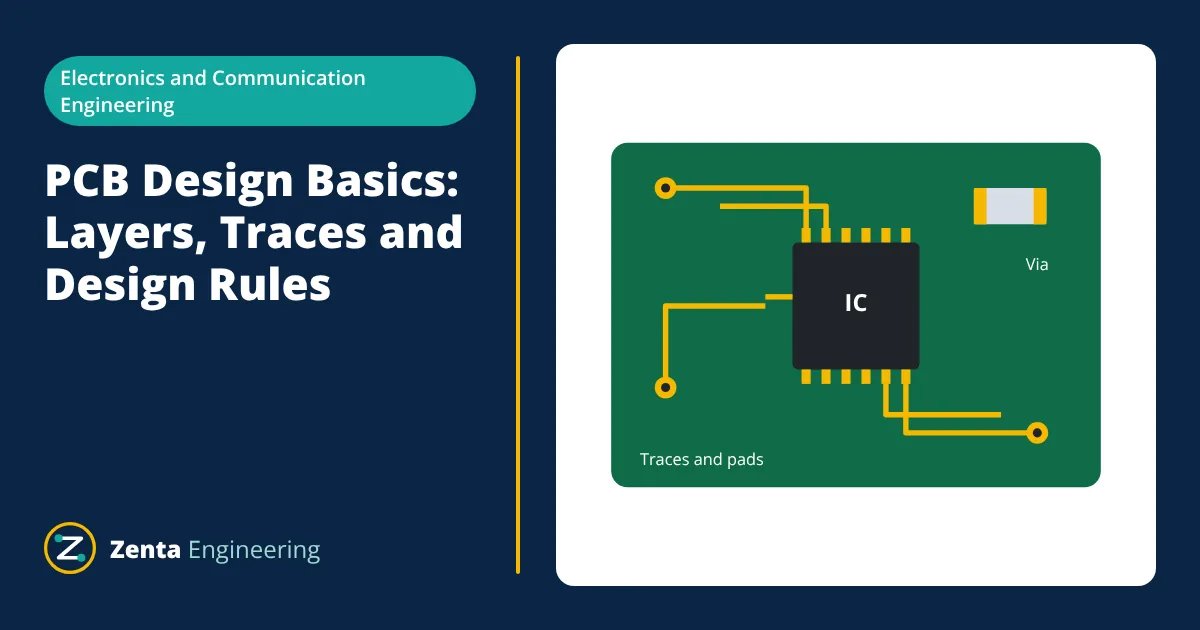 Electronics and Communication
Engineering
PCB Design Basics:
Layers, Traces and
Design Rules
Zenta Engineering
Via
IC
Traces and pads